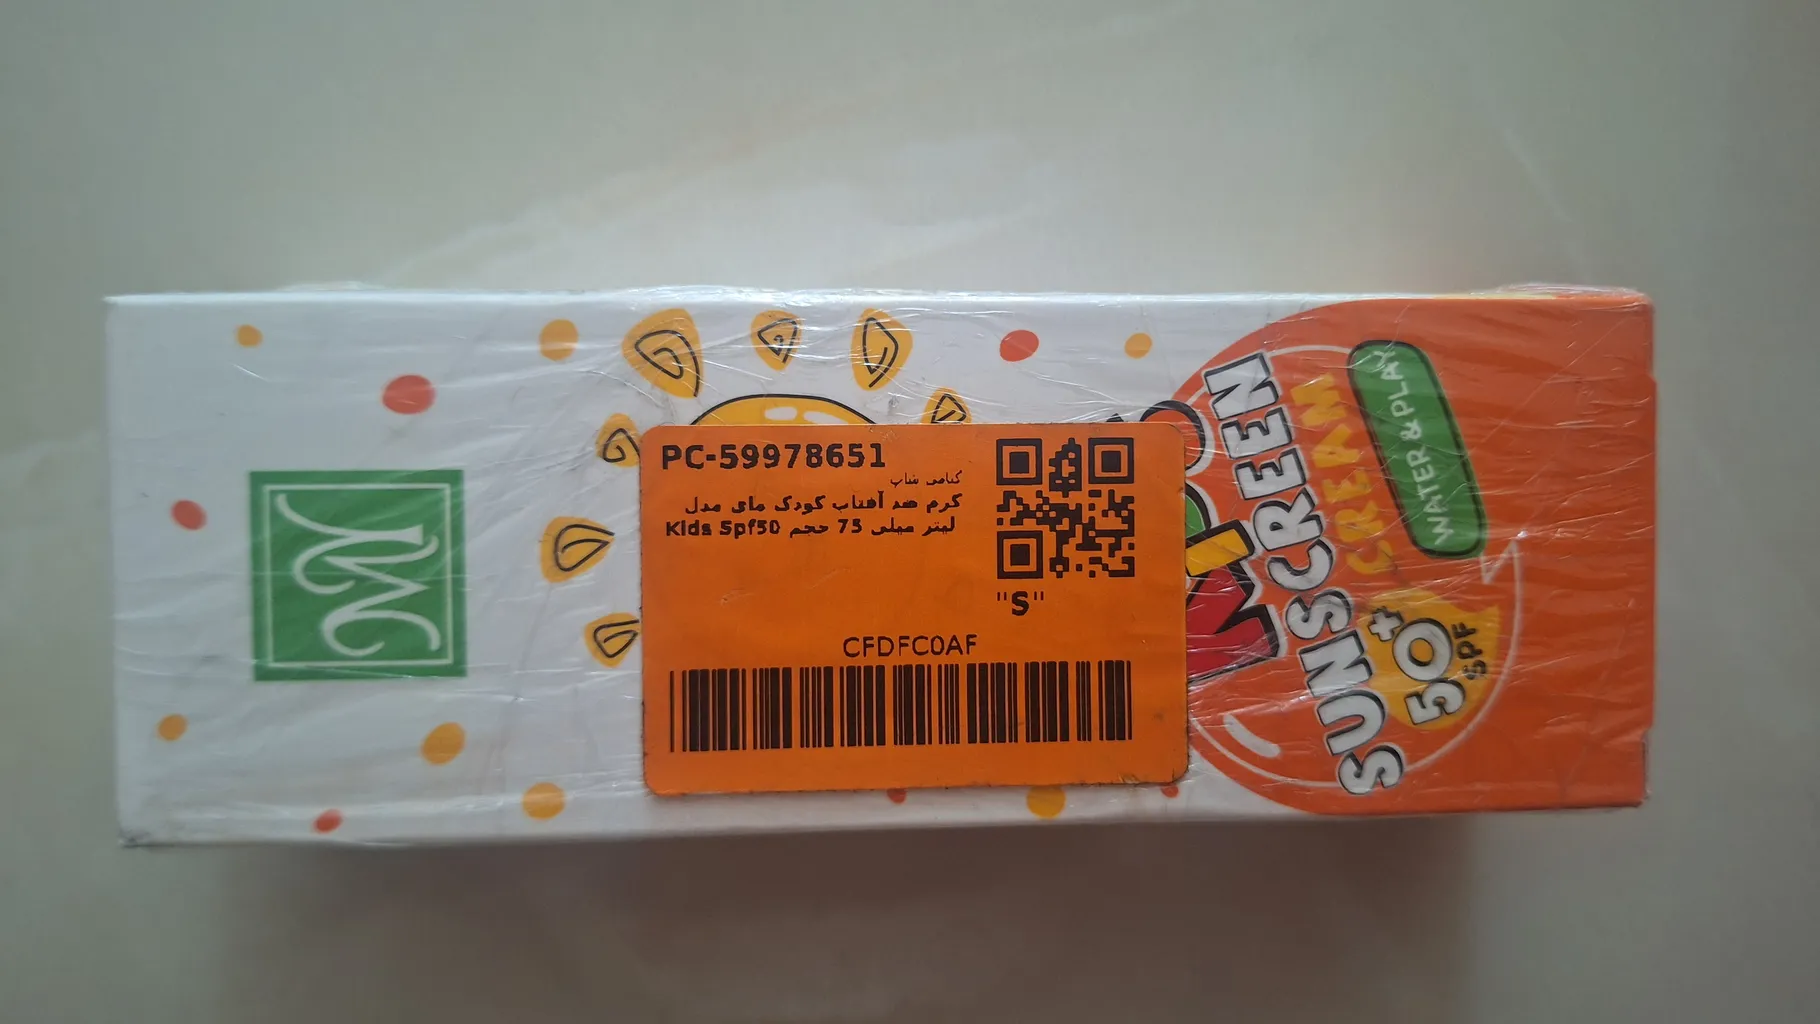 PC-59978651
کنامی شاپ
کرم ضد آفتاب کودک مای مدل
Kids Spf50 لیتر میلی 75 حجم
"S"
CFDFC0AF
SUNSCREEN
CREAM
WATER & PLAY
50+
SPF